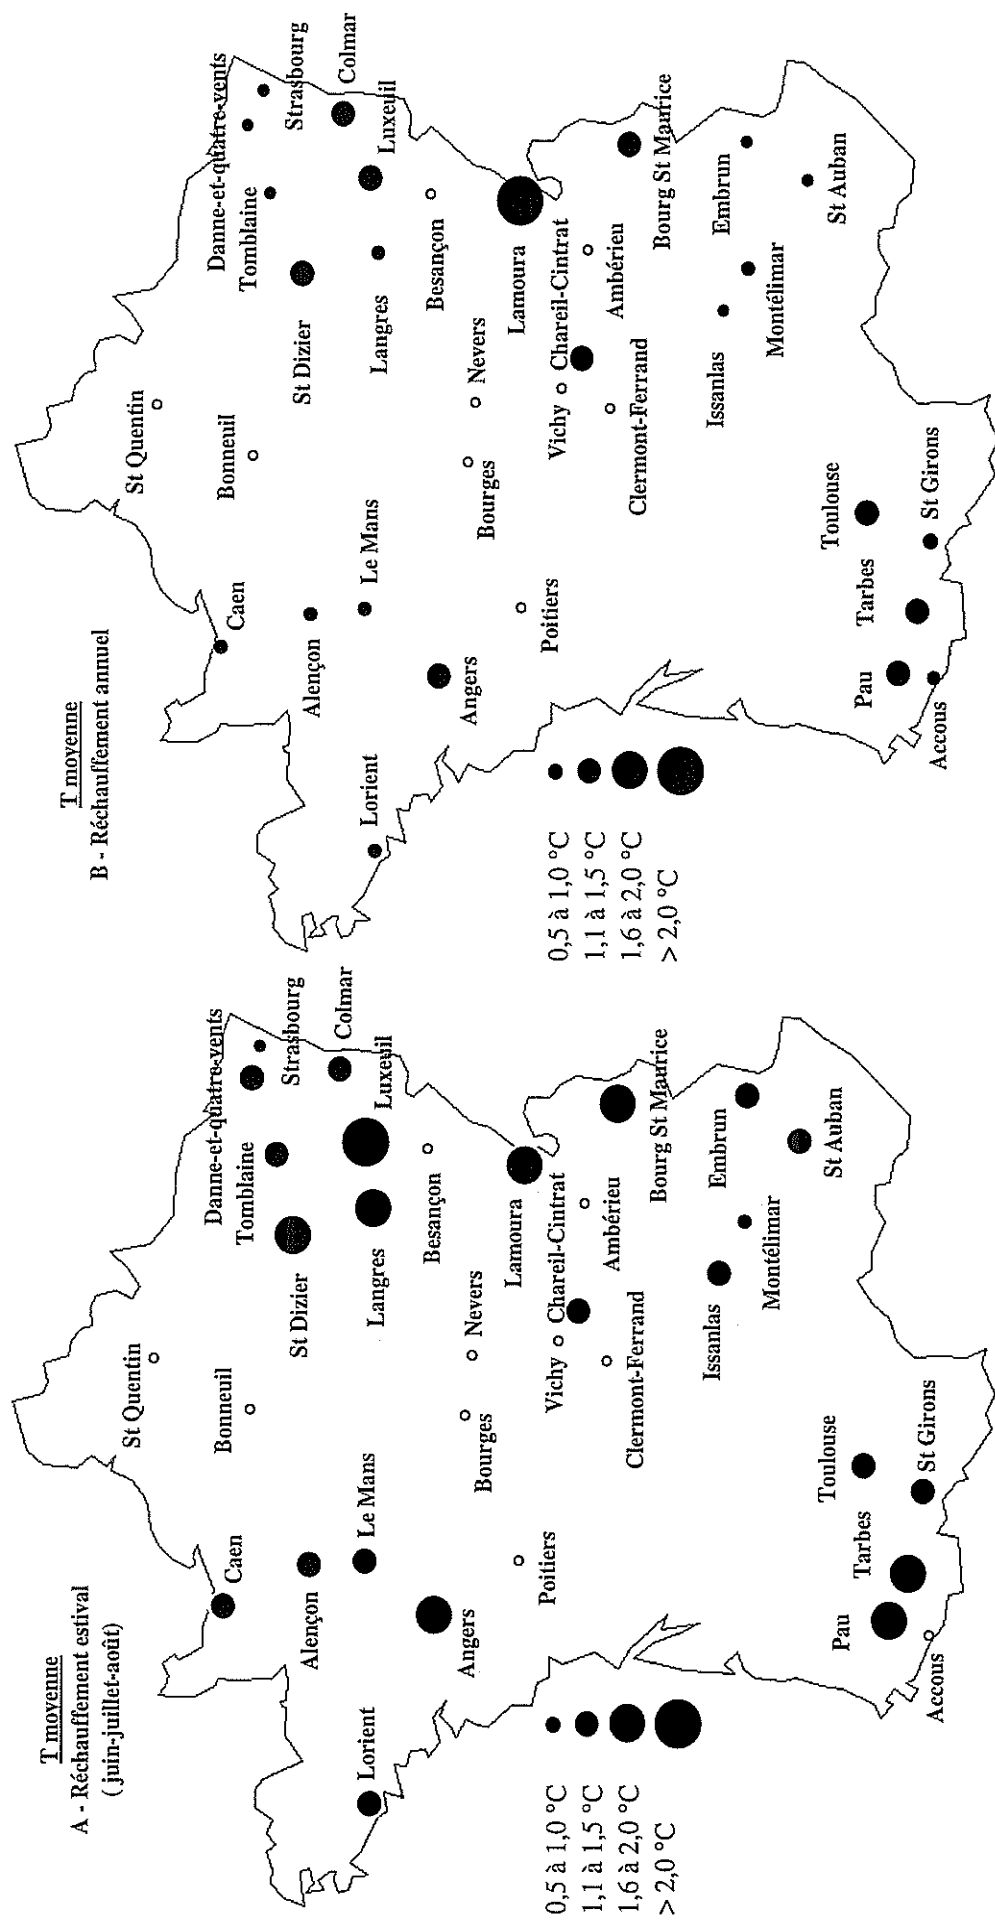 T moyenne
A - Réchauffement estival
(juin-juillet-août)
St Quentin
Caen
Bonneuil
Danne-et-quatre-vents
Tomblaine
Strasbourg
Alençon
St Dizier
Colmar
Lorient
Le Mans
Langres
Luxeuil
Angers
Besançon
Bourges
Nevers
Poitiers
Lamoura
Vichy
Chareil-Cintrat
Clermont-Ferrand
Ambérieu
Bourg St Maurice
Issanlas
Embrun
Montélimar
St Auban
Toulouse
Pau
Tarbes
St Girons
Accous
0,5 à 1,0 °C
1,1 à 1,5 °C
1,6 à 2,0 °C
> 2,0 °C
T moyenne
B - Réchauffement annuel
St Quentin
Caen
Bonneuil
Danne-et-quatre-vents
Tomblaine
Strasbourg
Alençon
St Dizier
Colmar
Lorient
Le Mans
Langres
Luxeuil
Angers
Besançon
Bourges
Nevers
Poitiers
Lamoura
Vichy
Chareil-Cintrat
Clermont-Ferrand
Ambérieu
Bourg St Maurice
Issanlas
Embrun
Montélimar
St Auban
Toulouse
Pau
Tarbes
St Girons
Accous
0,5 à 1,0 °C
1,1 à 1,5 °C
1,6 à 2,0 °C
> 2,0 °C